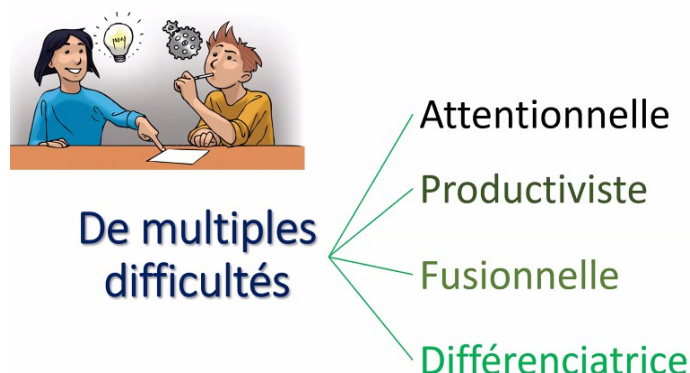 De multiples
difficultés
Attentionnelle
Productiviste
Fusionnelle
Différenciatrice